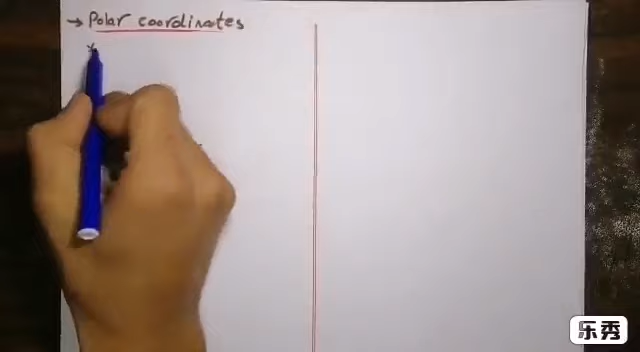 → Polar coordinates
乐秀